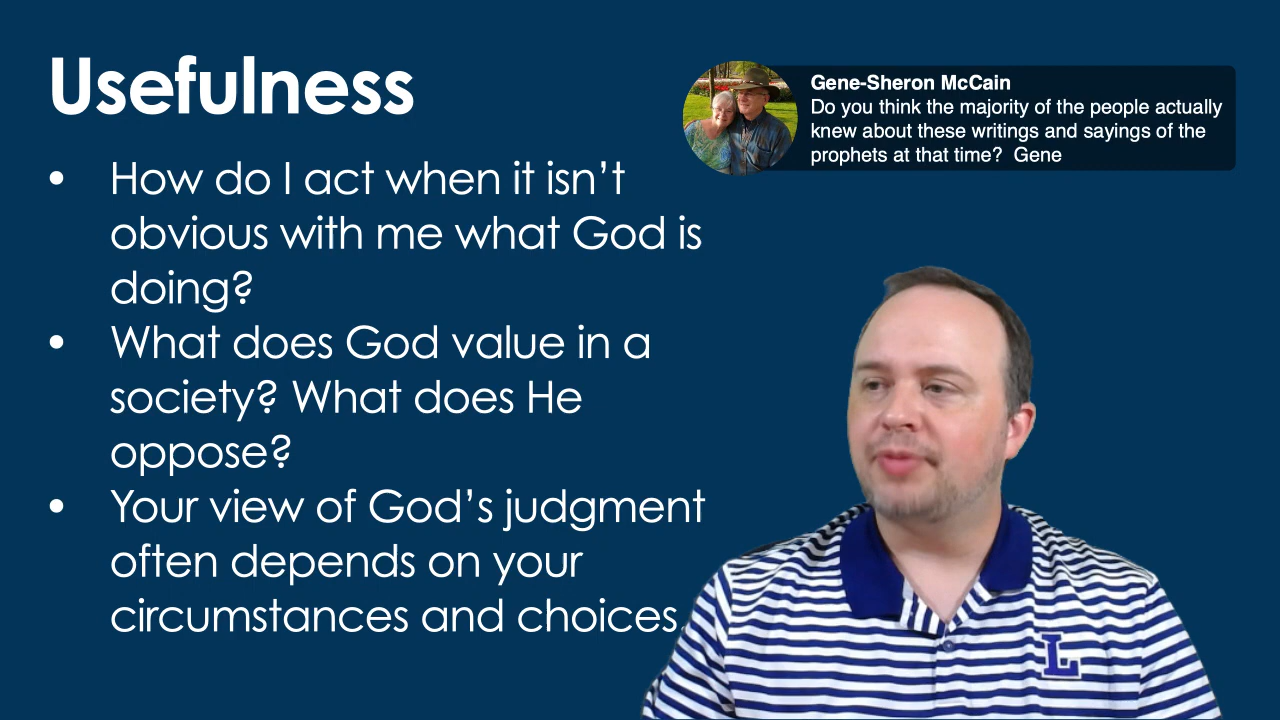 Usefulness
Gene-Sheron McCain
Do you think the majority of the people actually
knew about these writings and sayings of the
prophets at that time?  Gene
• How do I act when it isn’t
obvious with me what God is
doing?
• What does God value in a
society? What does He
oppose?
• Your view of God’s judgment
often depends on your
circumstances and choices.
L